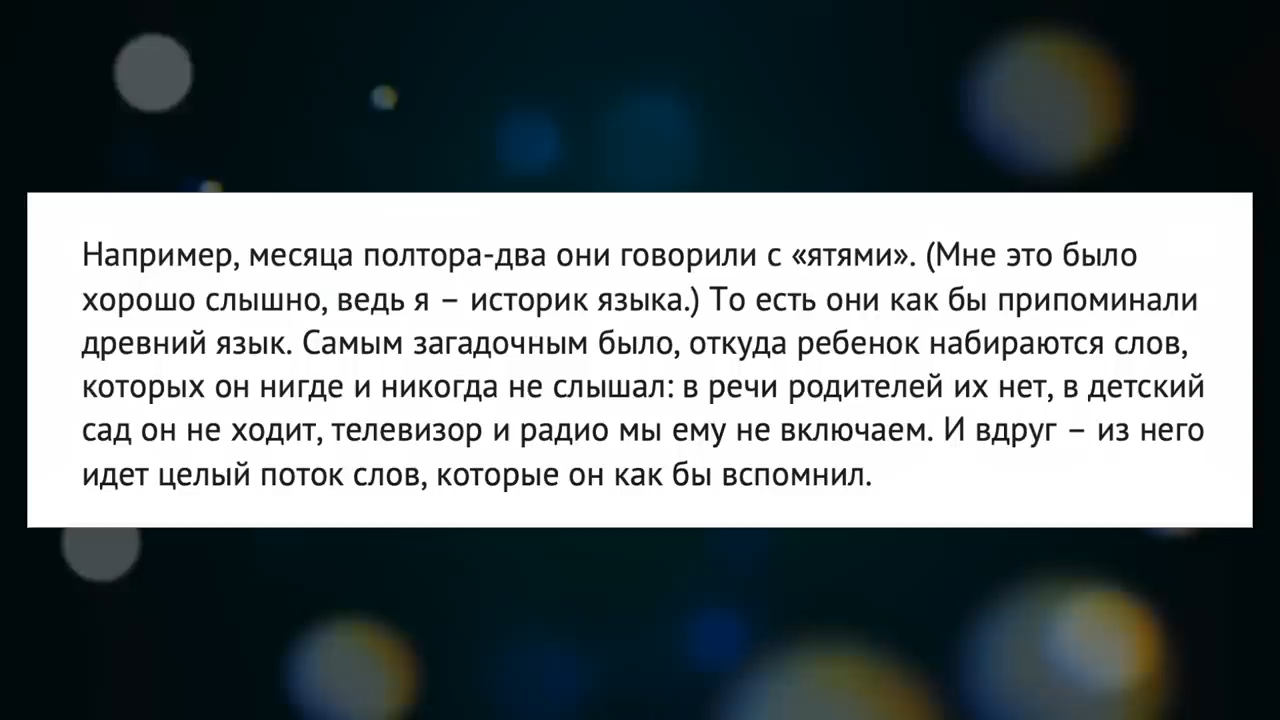 Например, месяца полтора-два они говорили с «ятями». (Мне это было
хорошо слышно, ведь я – историк языка.) То есть они как бы припоминали
древний язык. Самым загадочным было, откуда ребенок набираются слов,
которых он нигде и никогда не слышал: в речи родителей их нет, в детский
сад он не ходит, телевизор и радио мы ему не включаем. И вдруг – из него
идет целый поток слов, которые он как бы вспомнил.